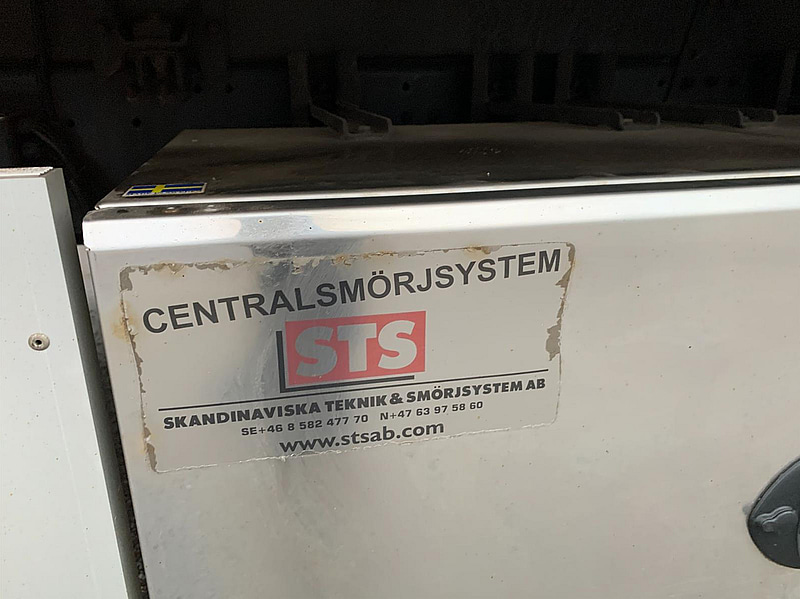 CENTRALSMÖRJSYSTEM
STS
SKANDINAVISKA TEKNIK & SMÖRJSYSTEM AB
SE+46 8 582 477 70 N+47 63 97 58 60
www.stsab.com